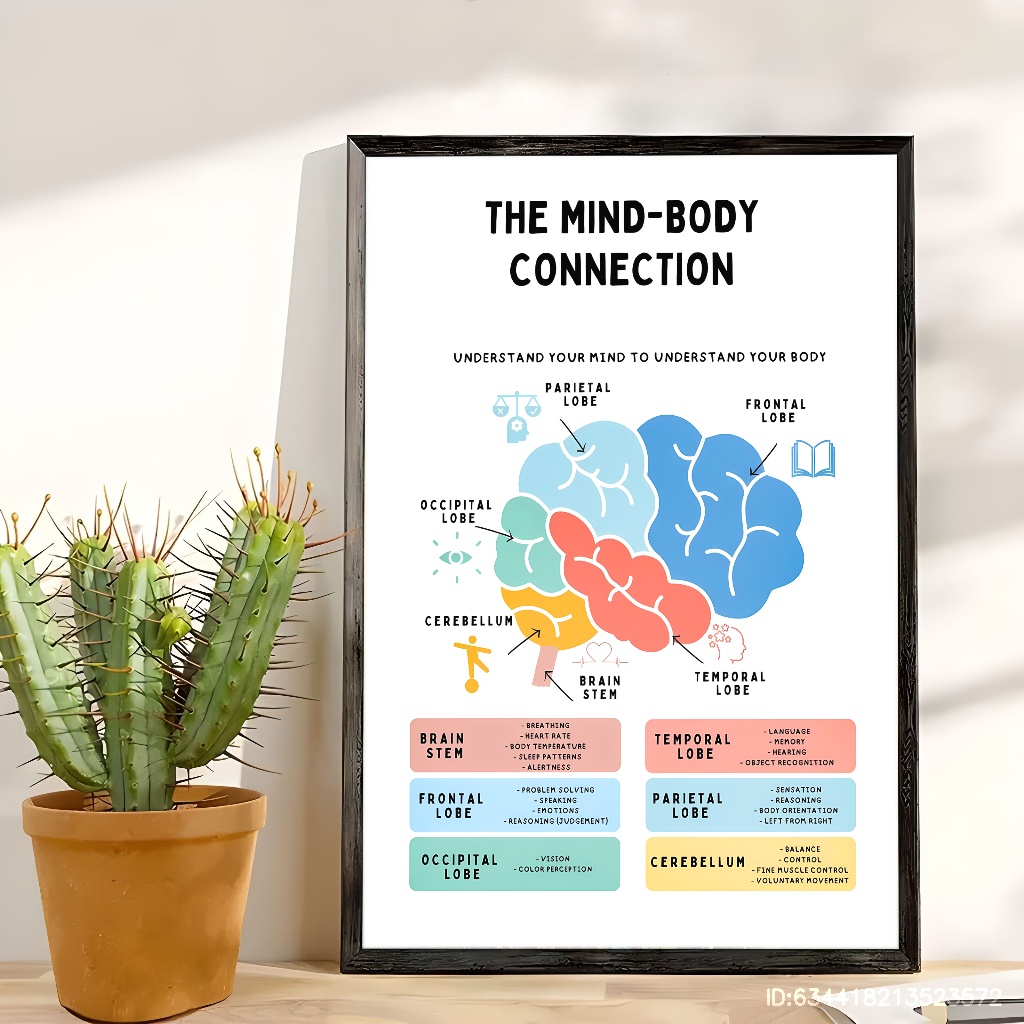 THE MIND-BODY
CONNECTION
UNDERSTAND YOUR MIND TO UNDERSTAND YOUR BODY
PARIETAL
LOBE
FRONTAL
LOBE
OCCIPITAL
LOBE
CEREBELLUM
BRAIN
STEM
TEMPORAL
LOBE
BRAIN
STEM
- BREATHING
- HEART RATE
- BODY TEMPERATURE
- SLEEP PATTERNS
- ALERTNESS
TEMPORAL
LOBE
- LANGUAGE
- MEMORY
- HEARING
- OBJECT RECOGNITION
FRONTAL
LOBE
- PROBLEM SOLVING
- SPEAKING
- EMOTIONS
- REASONING (JUDGEMENT)
PARIETAL
LOBE
- SENSATION
- REASONING
- BODY ORIENTATION
- LEFT FROM RIGHT
OCCIPITAL
LOBE
- VISION
- COLOR PERCEPTION
CEREBELLUM
- BALANCE
- CONTROL
- FINE MUSCLE CONTROL
- VOLUNTARY MOVEMENT
ID:634418213523572